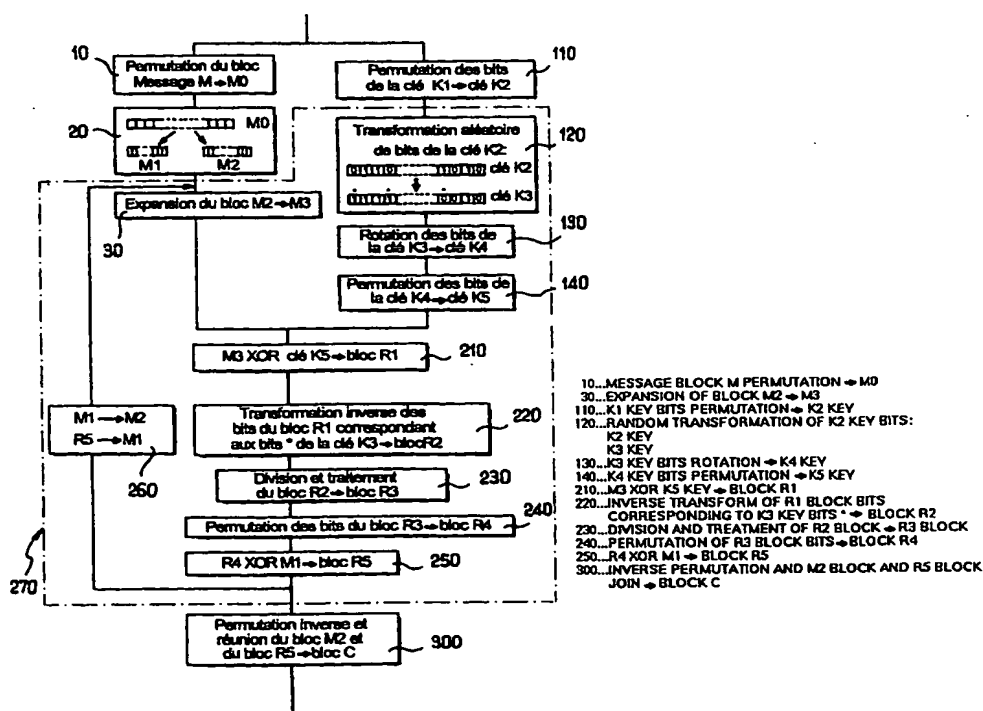 10
Permutation du bloc
Message M→M0
Permutation des bits
de la clé K1→clé K2
110
20
M0
M1 M2
Transformation aléatoire
de bits de la clé K2:
clé K2
clé K3
120
Expansion du bloc M2→M3
30
Rotation des bits de
la clé K3→clé K4
130
Permutation des bits de
la clé K4→clé K5
140
M3 XOR clé K5→bloc R1
210
M1 → M2
R5 → M1
260
Transformation inverse des
bits du bloc R1 correspondant
aux bits * de la clé K3→blocR2
220
Division et traitement
du bloc R2→bloc R3
230
Permutation des bits du bloc R3→bloc R4
240
R4 XOR M1→bloc R5
250
270
Permutation inverse et
réunion du bloc M2 et
du bloc R5→bloc C
300
10...MESSAGE BLOCK M PERMUTATION → M0
30...EXPANSION OF BLOCK M2 → M3
110...K1 KEY BITS PERMUTATION → K2 KEY
120...RANDOM TRANSFORMATION OF K2 KEY BITS:
K2 KEY
K3 KEY
130...K3 KEY BITS ROTATION → K4 KEY
140...K4 KEY BITS PERMUTATION → K5 KEY
210...M3 XOR K5 KEY → BLOCK R1
220...INVERSE TRANSFORM OF R1 BLOCK BITS
CORRESPONDING TO K3 KEY BITS * → BLOCK R2
230...DIVISION AND TREATMENT OF R2 BLOCK → R3 BLOCK
240...PERMUTATION OF R3 BLOCK BITS → BLOCK R4
250...R4 XOR M1 → BLOCK R5
300...INVERSE PERMUTATION AND M2 BLOCK AND R5 BLOCK
JOIN → BLOCK C